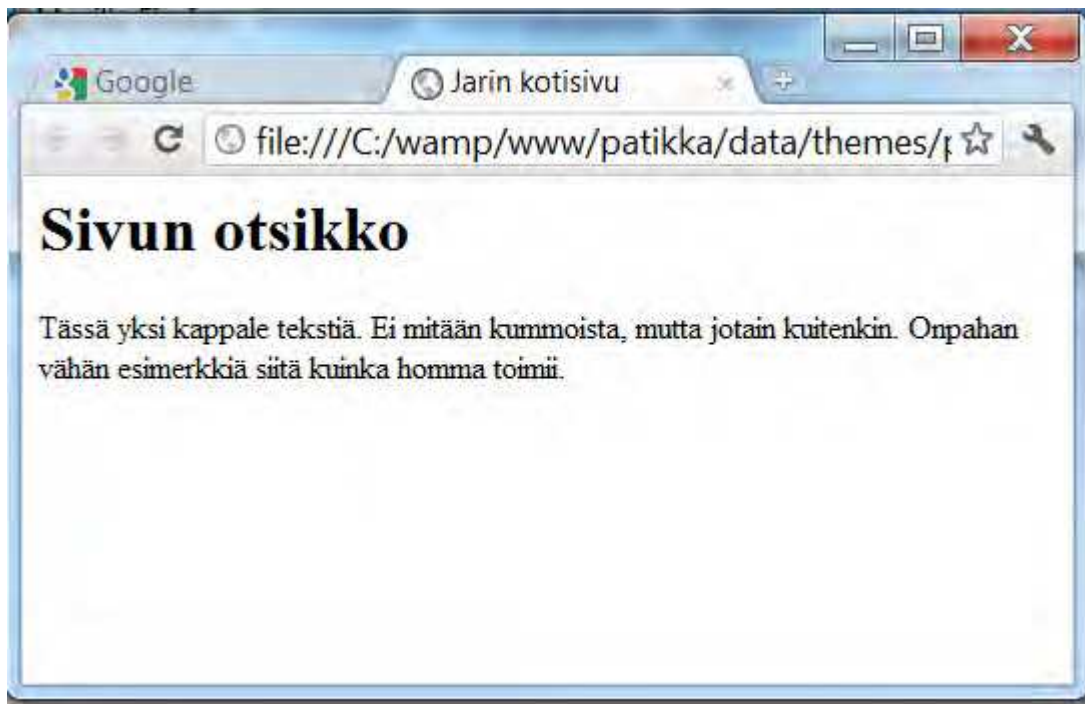 Google
Jarin kotisivu
file:///C:/wamp/www/patikka/data/themes/
Sivun otsikko
Tässä yksi kappale tekstiä. Ei mitään kummoista, mutta jotain kuitenkin. Onpahan
vähän esimerkkiä siitä kuinka homma toimii.